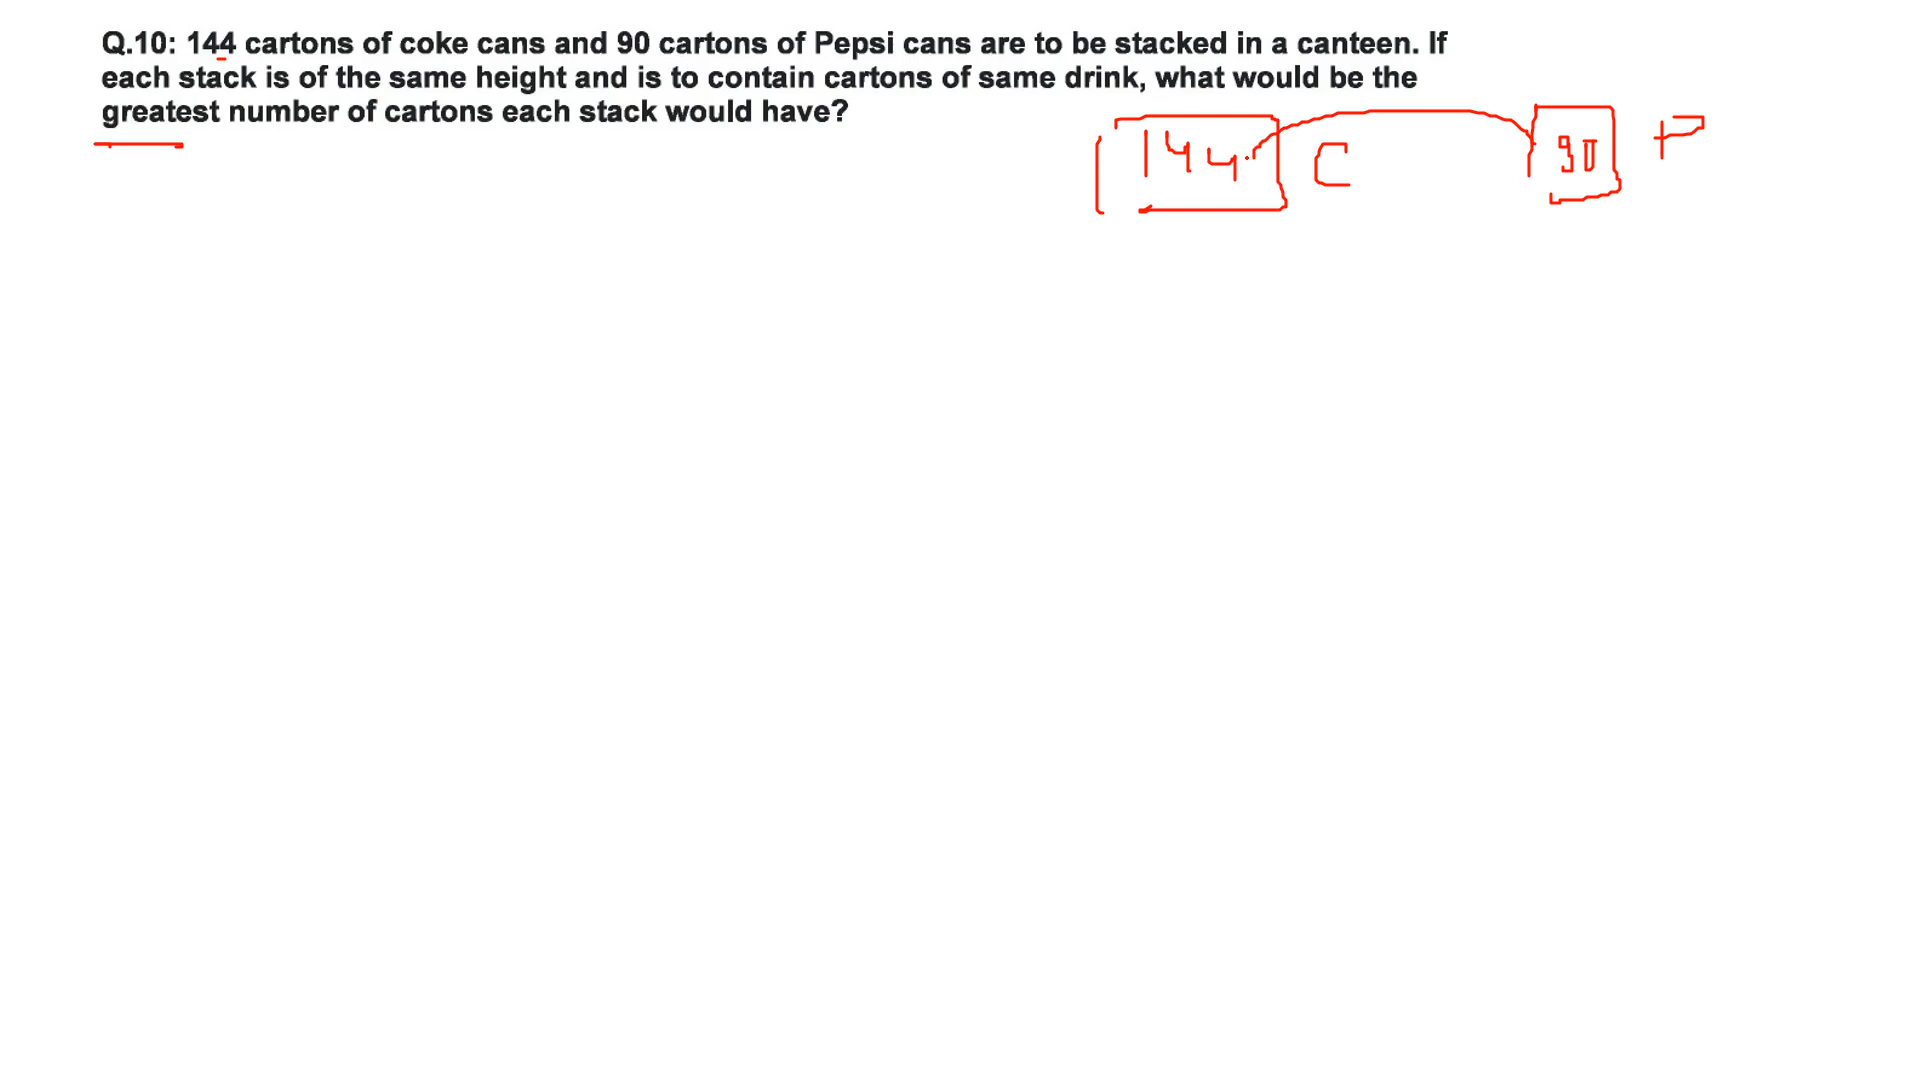 Q.10: 144 cartons of coke cans and 90 cartons of Pepsi cans are to be stacked in a canteen. If
each stack is of the same height and is to contain cartons of same drink, what would be the
greatest number of cartons each stack would have?
144 C 90 P